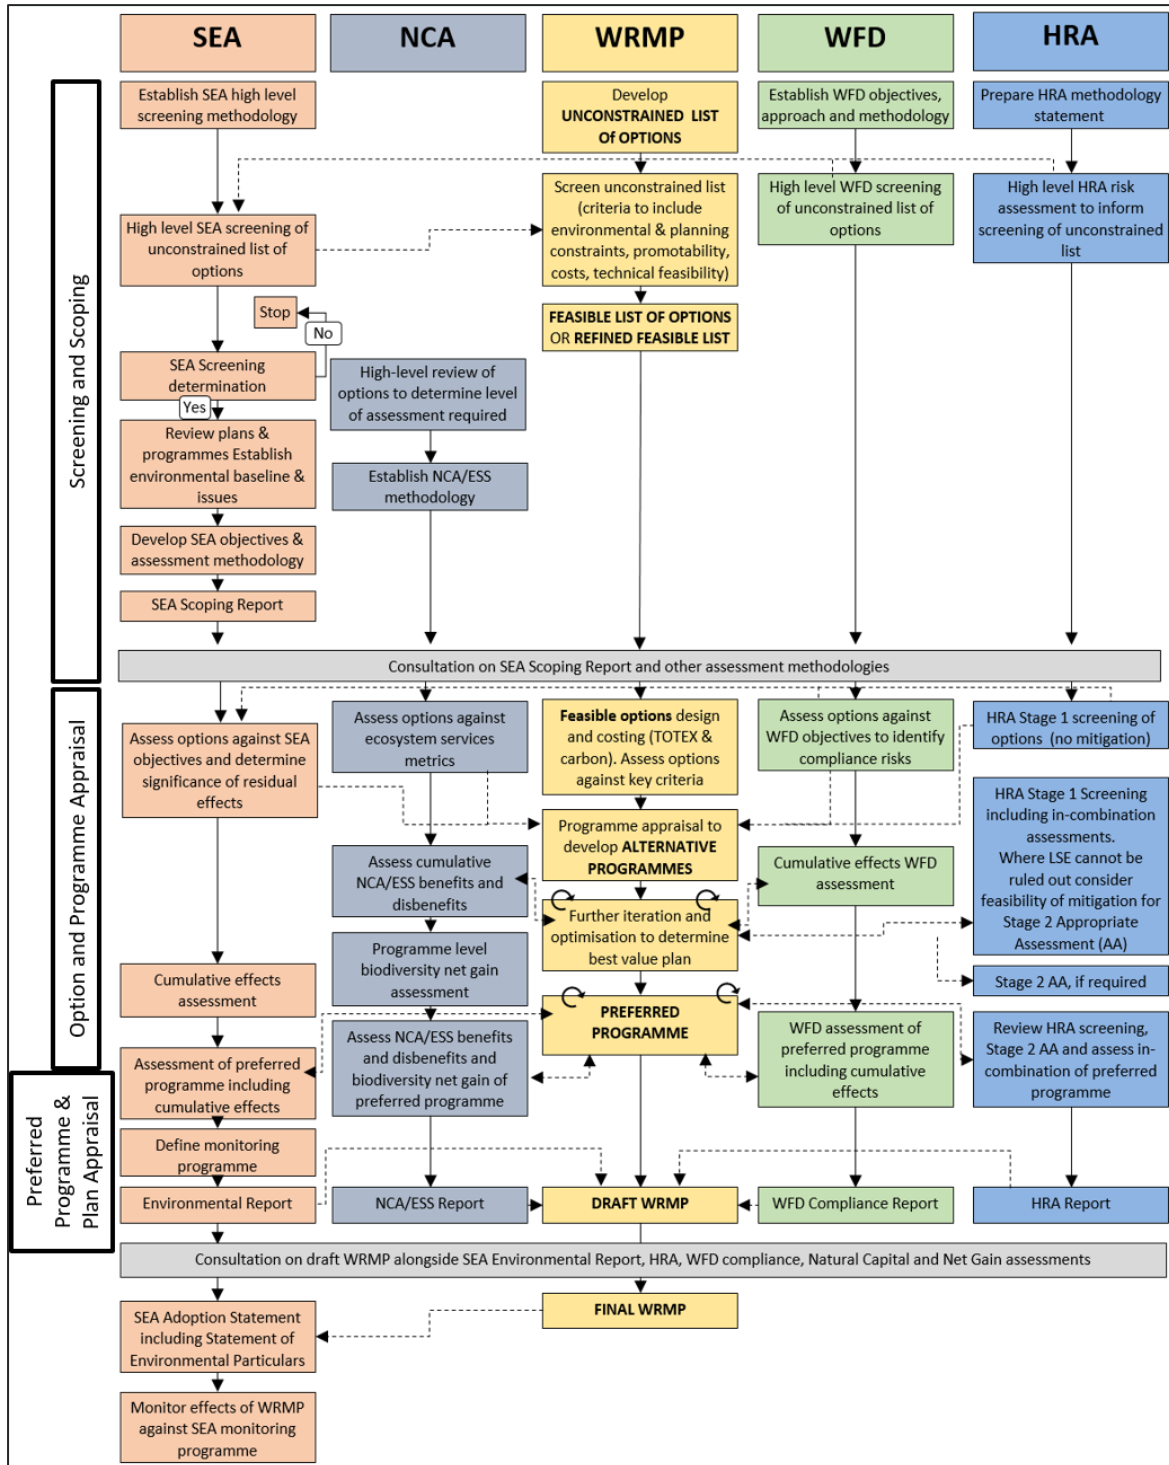 SEA
NCA
WRMP
WFD
HRA
Screening and Scoping
Establish SEA high level
screening methodology
Develop
UNCONSTRAINED LIST
Of OPTIONS
Establish WFD objectives,
approach and methodology
Prepare HRA methodology
statement
High level SEA screening of
unconstrained list of
options
Screen unconstrained list
(criteria to include
environmental & planning
constraints, promotability,
costs, technical feasibility)
High level WFD screening
of unconstrained list of
options
High level HRA risk
assessment to inform
screening of unconstrained
list
Stop
No
FEASIBLE LIST OF OPTIONS
OR REFINED FEASIBLE LIST
SEA Screening
determination
Yes
High-level review of
options to determine level
of assessment required
Review plans &
programmes Establish
environmental baseline &
issues
Establish NCA/ESS
methodology
Develop SEA objectives &
assessment methodology
SEA Scoping Report
Consultation on SEA Scoping Report and other assessment methodologies
Option and Programme Appraisal
Assess options against SEA
objectives and determine
significance of residual
effects
Assess options against
ecosystem services
metrics
Feasible options design
and costing (TOTEX &
carbon). Assess options
against key criteria
Assess options against
WFD objectives to identify
compliance risks
HRA Stage 1 screening of
options (no mitigation)
Programme appraisal to
develop ALTERNATIVE
PROGRAMMES
HRA Stage 1 Screening
including in-combination
assessments.
Where LSE cannot be
ruled out consider
feasibility of mitigation for
Stage 2 Appropriate
Assessment (AA)
Assess cumulative
NCA/ESS benefits and
disbenefits
Cumulative effects WFD
assessment
Further iteration and
optimisation to determine
best value plan
Programme level
biodiversity net gain
assessment
Cumulative effects
assessment
Stage 2 AA, if required
PREFERRED
PROGRAMME
Assess NCA/ESS benefits
and disbenefits and
biodiversity net gain of
preferred programme
WFD assessment of
preferred programme
including cumulative
effects
Review HRA screening,
Stage 2 AA and assess in-
combination of preferred
programme
Preferred
Programme &
Plan Appraisal
Assessment of preferred
programme including
cumulative effects
Define monitoring
programme
Environmental Report
NCA/ESS Report
DRAFT WRMP
WFD Compliance Report
HRA Report
Consultation on draft WRMP alongside SEA Environmental Report, HRA, WFD compliance, Natural Capital and Net Gain assessments
SEA Adoption Statement
including Statement of
Environmental Particulars
FINAL WRMP
Monitor effects of WRMP
against SEA monitoring
programme